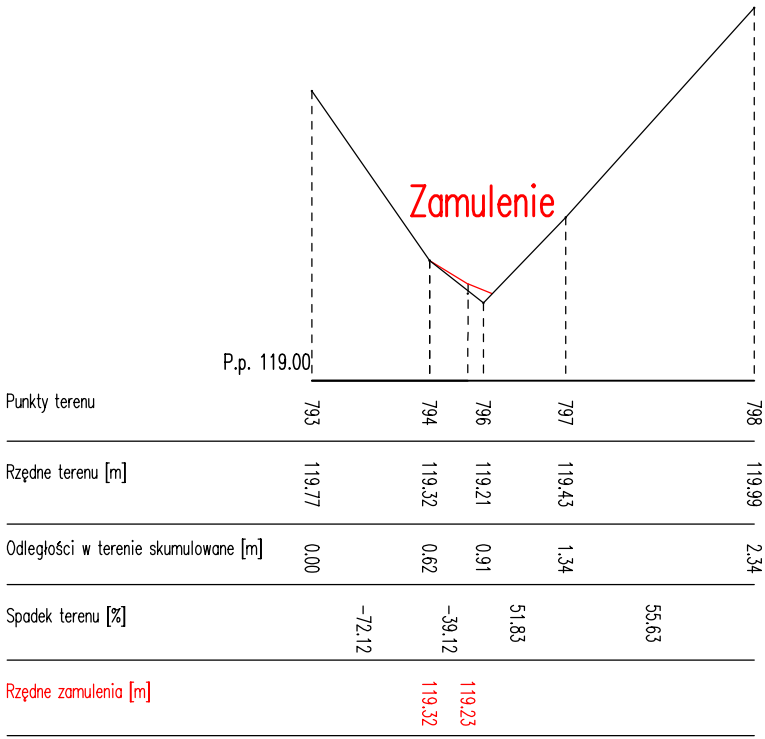 Zamulenie
P.p. 119.00
Punkty terenu 793 794 796 797 798
Rzędne terenu [m] 119.77 119.32 119.21 119.43 119.99
Odległości w terenie skumulowane [m] 0.00 0.62 0.91 1.34 2.34
Spadek terenu [%] -72.12 -39.12 51.83 55.63
Rzędne zamulenia [m] 119.32 119.23